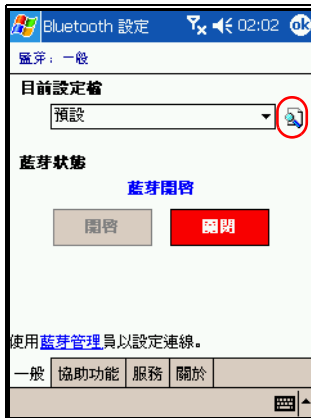 Bluetooth 設定 02:02 ok
藍芽：一般
目前設定檔
預設
藍芽狀態
藍芽開啓
開啓 關閉
使用藍芽管理員以設定連線。
一般 協助功能 服務 關於